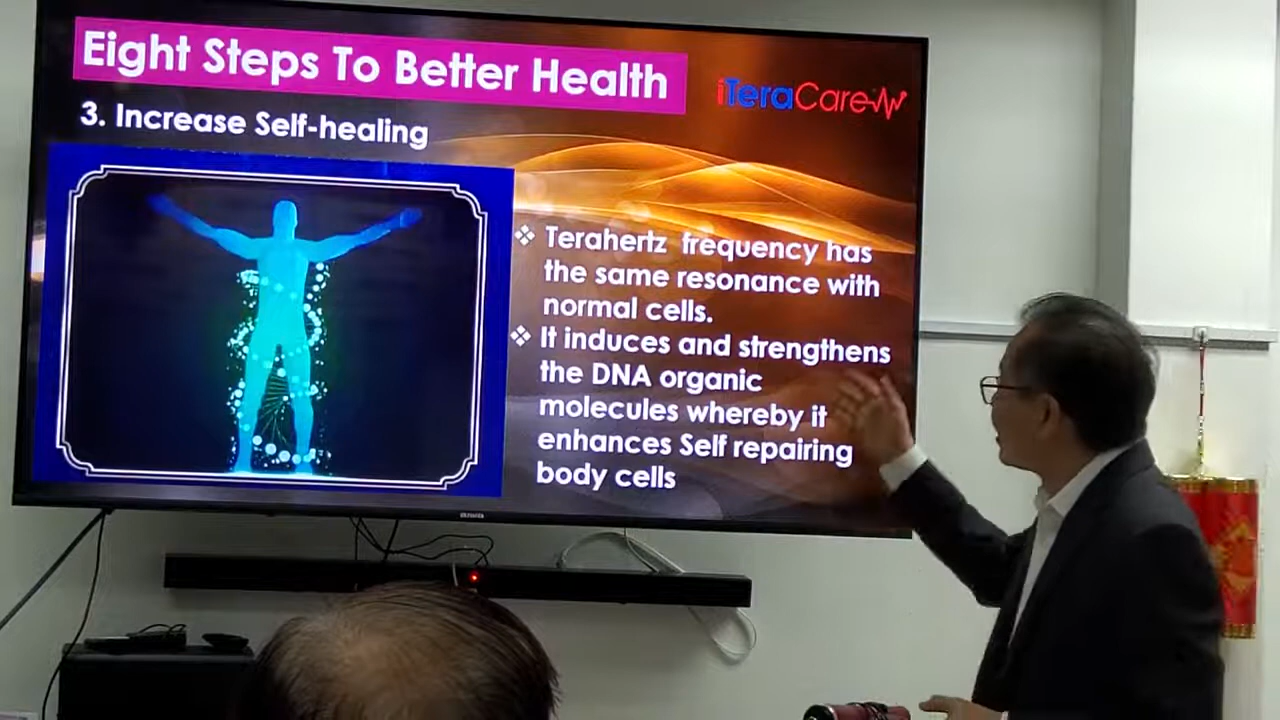 Eight Steps To Better Health
iTeraCare
3. Increase Self-healing
❖ Terahertz frequency has
the same resonance with
normal cells.
❖ It induces and strengthens
the DNA organic
molecules whereby it
enhances Self repairing
body cells